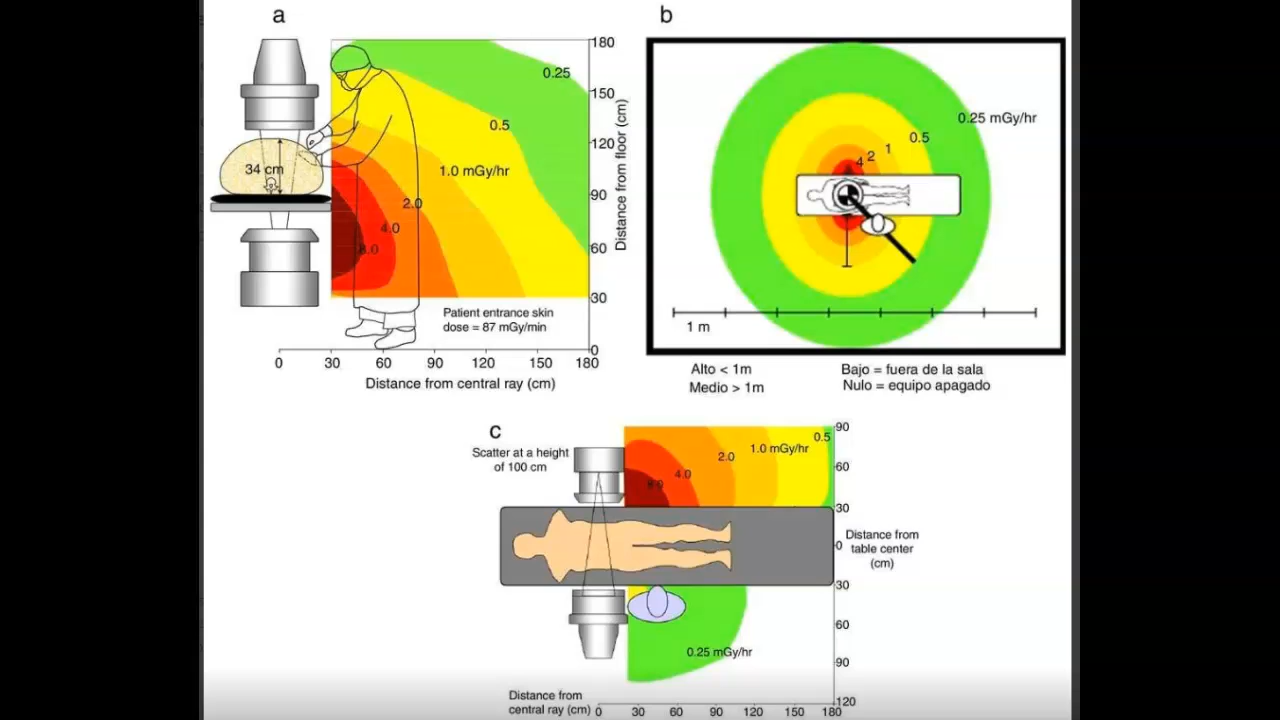 a
180
0.25
150
0.5
120
34 cm
1.0 mGy/hr
90
2.0
4.0
8.0
60
30
Patient entrance skin
dose = 87 mGy/min
0
0 30 60 90 120 150 180
Distance from central ray (cm)
Distance from floor (cm)
b
0.25 mGy/hr
0.5
1
2
4
1 m
Alto < 1m
Medio > 1m
Bajo = fuera de la sala
Nulo = equipo apagado
c
Scatter at a height
of 100 cm
90
0.5
1.0 mGy/hr
2.0
60
4.0
8.0
30
Distance from
0
table center
(cm)
30
60
0.25 mGy/hr
90
120
Distance from
central ray (cm)
0 30 60 90 120 150 180